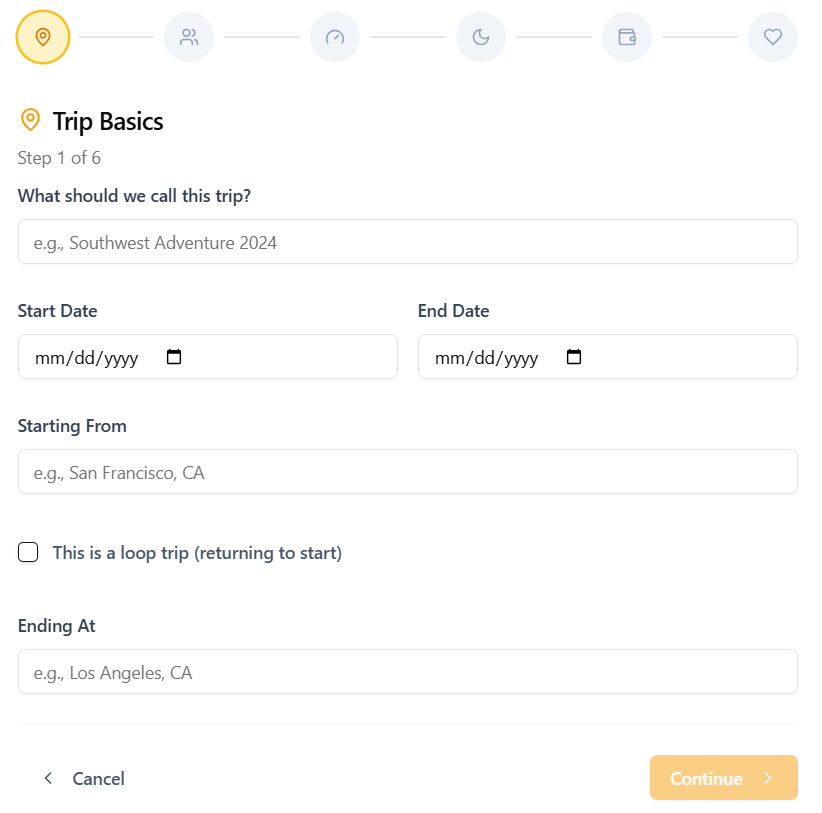 Trip Basics
Step 1 of 6
What should we call this trip?
e.g., Southwest Adventure 2024
Start Date
End Date
mm/dd/yyyy
mm/dd/yyyy
Starting From
e.g., San Francisco, CA
This is a loop trip (returning to start)
Ending At
e.g., Los Angeles, CA
Cancel
Continue